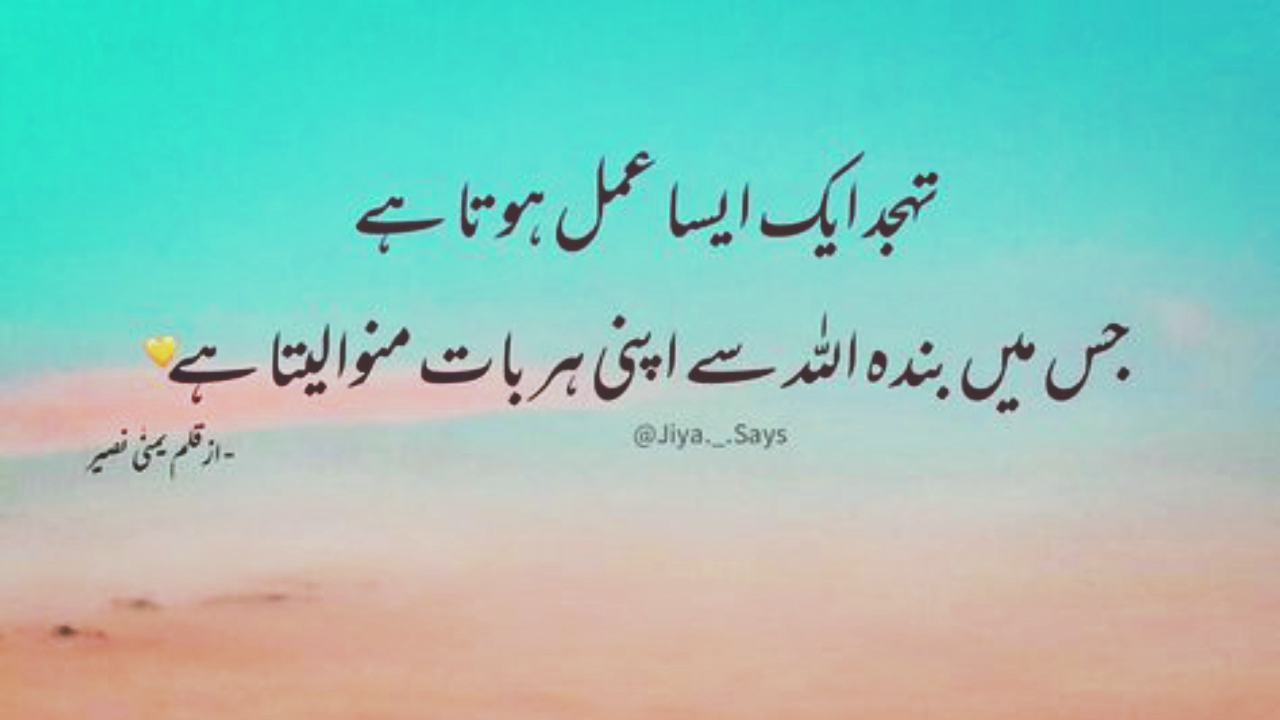 تہجد ایک ایسا عمل ہوتا ہے
جس میں بندہ اللہ سے اپنی ہر بات منوا لیتا ہے💛
@Jiya._.Says
-از قلم یمنیٰ نصیر